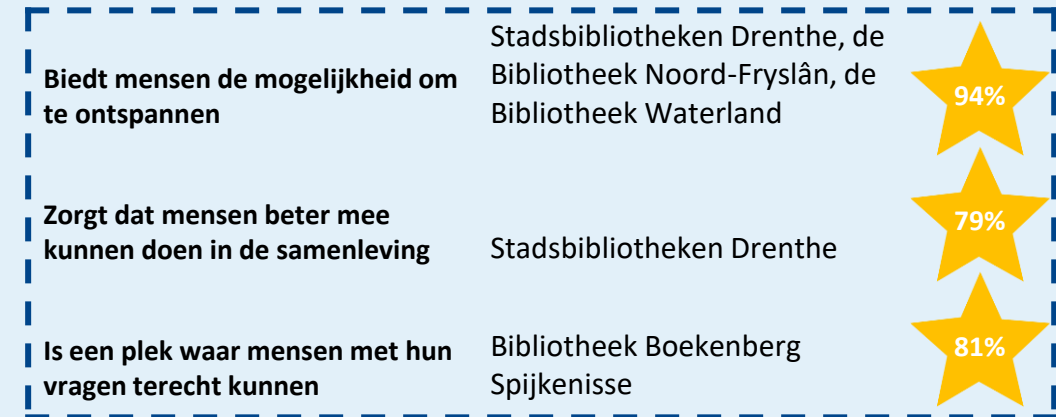 Biedt mensen de mogelijkheid om
te ontspannen
Stadsbibliotheken Drenthe, de
Bibliotheek Noord-Fryslân, de
Bibliotheek Waterland
94%
Zorgt dat mensen beter mee
kunnen doen in de samenleving
Stadsbibliotheken Drenthe
79%
Is een plek waar mensen met hun
vragen terecht kunnen
Bibliotheek Boekenberg
Spijkenisse
81%